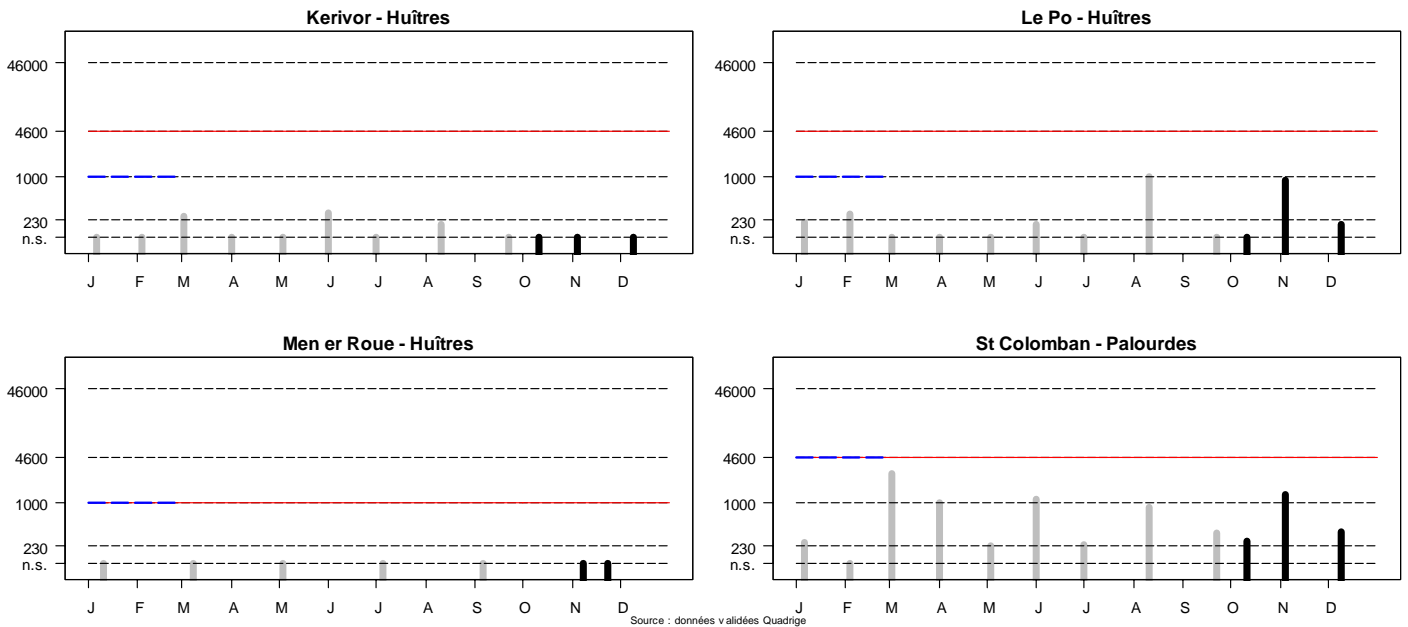 Kerivor - Huîtres
46000
4600
1000
230
n.s.
J F M A M J J A S O N D
Le Po - Huîtres
46000
4600
1000
230
n.s.
J F M A M J J A S O N D
Men er Roue - Huîtres
46000
4600
1000
230
n.s.
J F M A M J J A S O N D
St Colomban - Palourdes
46000
4600
1000
230
n.s.
J F M A M J J A S O N D
Source : données validées Quadrige